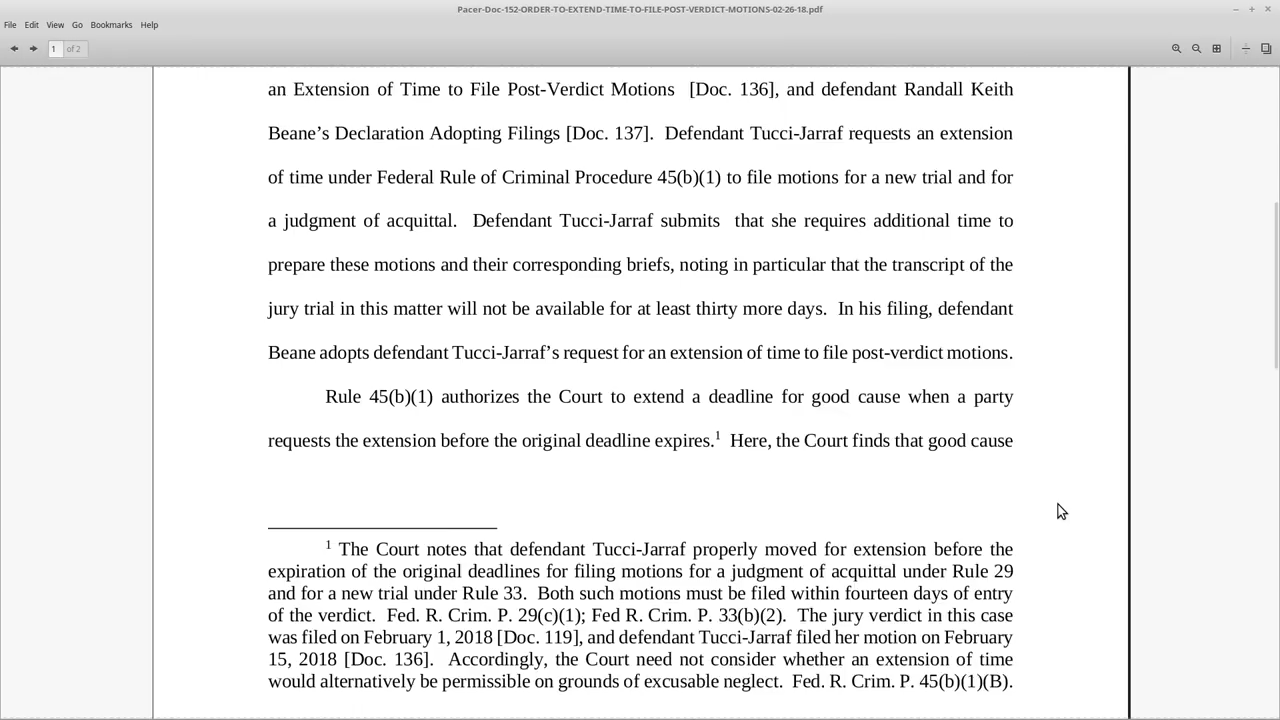 Pacer-Doc-152-ORDER-TO-EXTEND-TIME-TO-FILE-POST-VERDICT-MOTIONS-02-26-18.pdf
File Edit View Go Bookmarks Help
1 of 2
an Extension of Time to File Post-Verdict Motions [Doc. 136], and defendant Randall Keith
Beane’s Declaration Adopting Filings [Doc. 137]. Defendant Tucci-Jarraf requests an extension
of time under Federal Rule of Criminal Procedure 45(b)(1) to file motions for a new trial and for
a judgment of acquittal. Defendant Tucci-Jarraf submits that she requires additional time to
prepare these motions and their corresponding briefs, noting in particular that the transcript of the
jury trial in this matter will not be available for at least thirty more days. In his filing, defendant
Beane adopts defendant Tucci-Jarraf’s request for an extension of time to file post-verdict motions.
Rule 45(b)(1) authorizes the Court to extend a deadline for good cause when a party
requests the extension before the original deadline expires.1 Here, the Court finds that good cause
1 The Court notes that defendant Tucci-Jarraf properly moved for extension before the
expiration of the original deadlines for filing motions for a judgment of acquittal under Rule 29
and for a new trial under Rule 33. Both such motions must be filed within fourteen days of entry
of the verdict. Fed. R. Crim. P. 29(c)(1); Fed R. Crim. P. 33(b)(2). The jury verdict in this case
was filed on February 1, 2018 [Doc. 119], and defendant Tucci-Jarraf filed her motion on February
15, 2018 [Doc. 136]. Accordingly, the Court need not consider whether an extension of time
would alternatively be permissible on grounds of excusable neglect. Fed. R. Crim. P. 45(b)(1)(B).